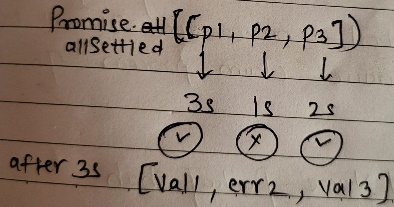 Promise.all([p1, p2, p3])
allSettled
3s 1s 2s
after 3s [val1, err2, val3]